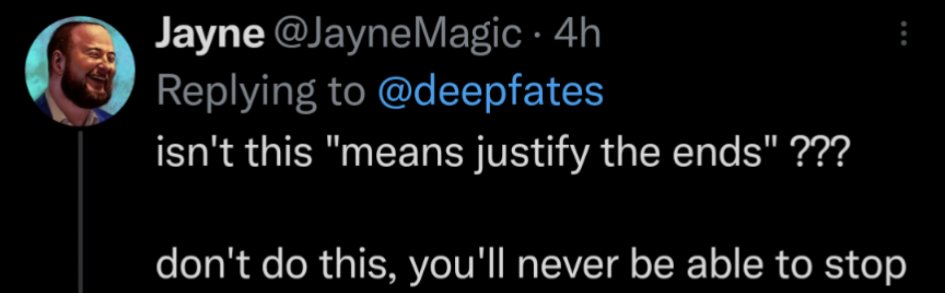 Jayne @JayneMagic · 4h
Replying to @deepfates
isn't this "means justify the ends" ???
don't do this, you'll never be able to stop